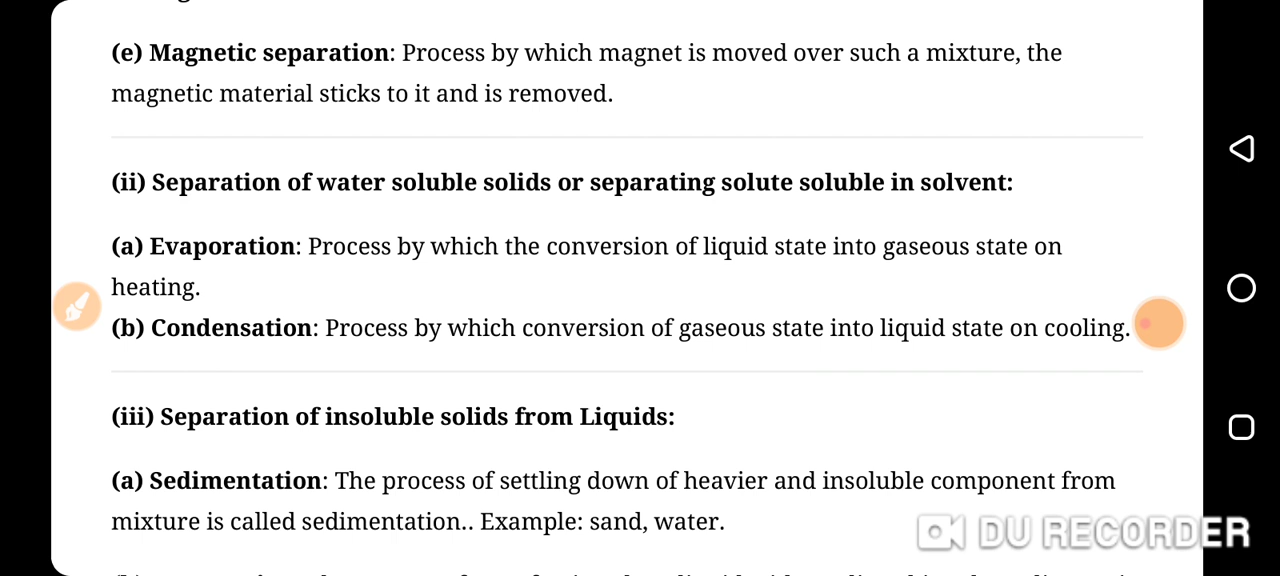 (e) Magnetic separation: Process by which magnet is moved over such a mixture, the
magnetic material sticks to it and is removed.
(ii) Separation of water soluble solids or separating solute soluble in solvent:
(a) Evaporation: Process by which the conversion of liquid state into gaseous state on
heating.
(b) Condensation: Process by which conversion of gaseous state into liquid state on cooling.
(iii) Separation of insoluble solids from Liquids:
(a) Sedimentation: The process of settling down of heavier and insoluble component from
mixture is called sedimentation.. Example: sand, water.
DU RECORDER